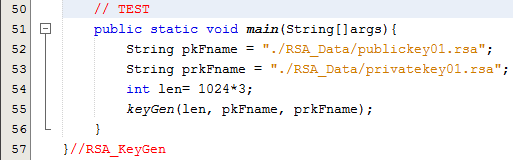 50 // TEST
51 public static void main(String[]args){
52 String pkFname = "./RSA_Data/publickey01.rsa";
53 String prkFname = "./RSA_Data/privatekey01.rsa";
54 int len= 1024*3;
55 keyGen(len, pkFname, prkFname);
56 }
57 }//RSA_KeyGen